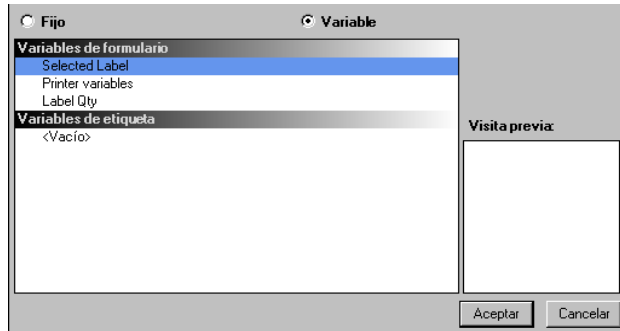 Fijo
Variable
Variables de formulario
Selected Label
Printer variables
Label Qty
Variables de etiqueta
<Vacío>
Visita previa:
Aceptar
Cancelar